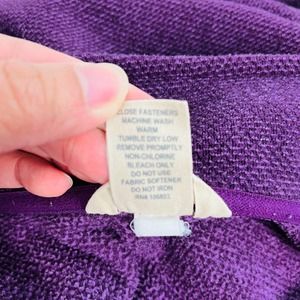 CLOSE FASTENERS
MACHINE WASH
WARM
TUMBLE DRY LOW
REMOVE PROMPTLY
NON-CHLORINE
BLEACH ONLY
DO NOT USE
FABRIC SOFTENER
DO NOT IRON
RN#